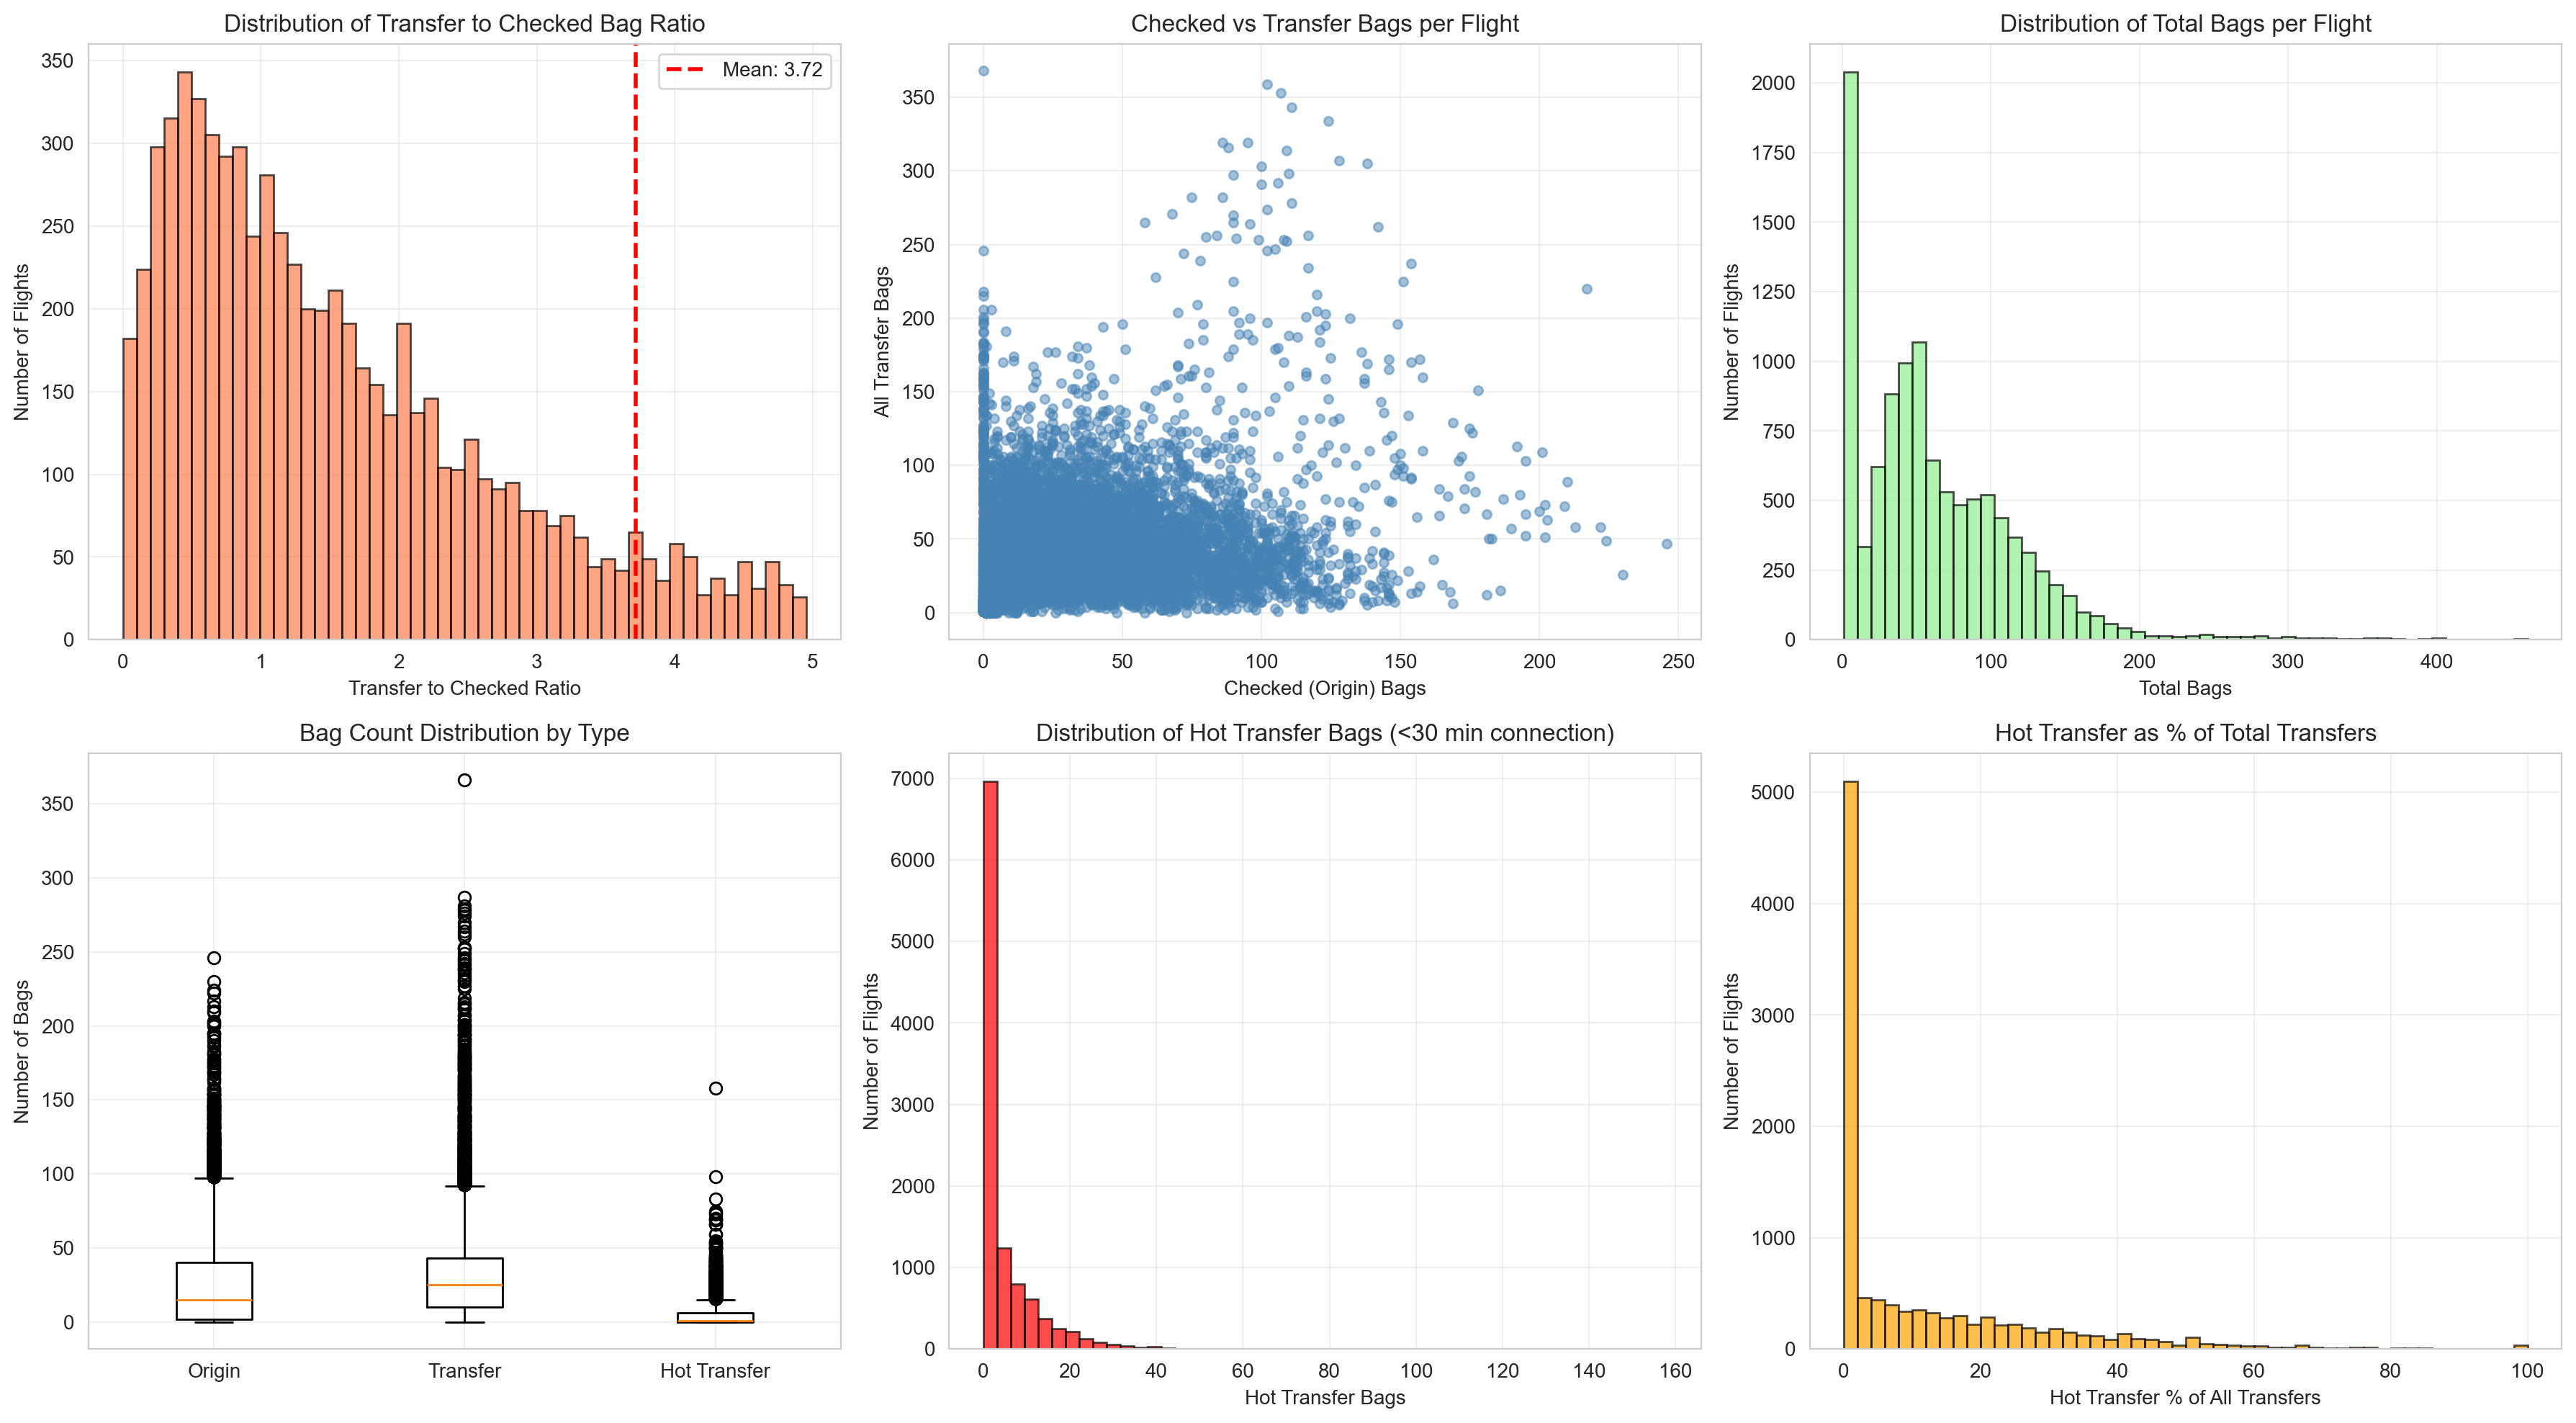 Distribution of Transfer to Checked Bag Ratio
Number of Flights
350
300
250
200
150
100
50
0
Mean: 3.72
0 1 2 3 4 5
Transfer to Checked Ratio
Checked vs Transfer Bags per Flight
All Transfer Bags
350
300
250
200
150
100
50
0
0 50 100 150 200 250
Checked (Origin) Bags
Distribution of Total Bags per Flight
Number of Flights
2000
1750
1500
1250
1000
750
500
250
0
0 100 200 300 400
Total Bags
Bag Count Distribution by Type
Number of Bags
350
300
250
200
150
100
50
0
Origin Transfer Hot Transfer
Distribution of Hot Transfer Bags (<30 min connection)
Number of Flights
7000
6000
5000
4000
3000
2000
1000
0
0 20 40 60 80 100 120 140 160
Hot Transfer Bags
Hot Transfer as % of Total Transfers
Number of Flights
5000
4000
3000
2000
1000
0
0 20 40 60 80 100
Hot Transfer % of All Transfers